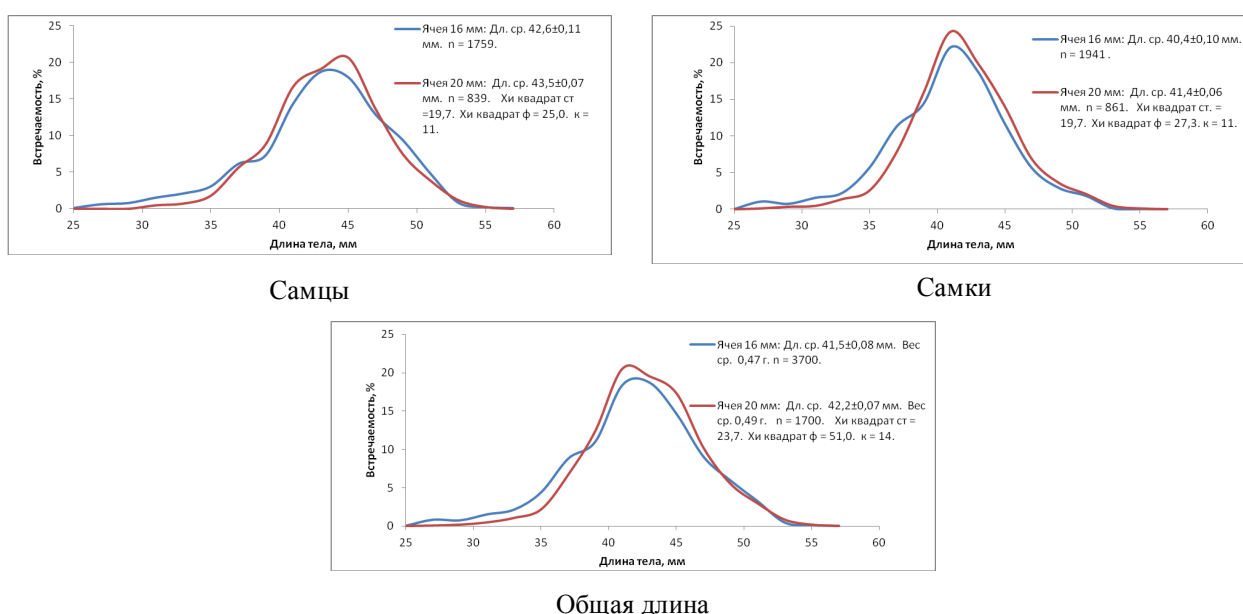 25
20
15
10
5
0
Встречаемость, %
25 30 35 40 45 50 55 60
Длина тела, мм
Ячея 16 мм: Дл. ср. 42,6±0,11
мм. n = 1759.
Ячея 20 мм: Дл. ср. 43,5±0,07
мм. n = 839. Хи квадрат ст
=19,7. Хи квадрат ф = 25,0. к =
11.
Самцы
25
20
15
10
5
0
Встречаемость, %
25 30 35 40 45 50 55 60
Длина тела, мм
Ячея 16 мм: Дл. ср. 40,4±0,10 мм.
n = 1941 .
Ячея 20 мм: Дл. ср. 41,4±0,06
мм. n = 861. Хи квадрат ст. =
19,7. Хи квадрат ф = 27,3. к = 11.
Самки
25
20
15
10
5
0
Встречаемость, %
25 30 35 40 45 50 55 60
Длина тела, мм
Ячея 16 мм: Дл. ср. 41,5±0,08 мм. Вес
ср. 0,47 г. n = 3700.
Ячея 20 мм: Дл. ср. 42,2±0,07 мм. Вес
ср. 0,49 г. n = 1700. Хи квадрат ст =
23,7. Хи квадрат ф = 51,0. к = 14.
Общая длина